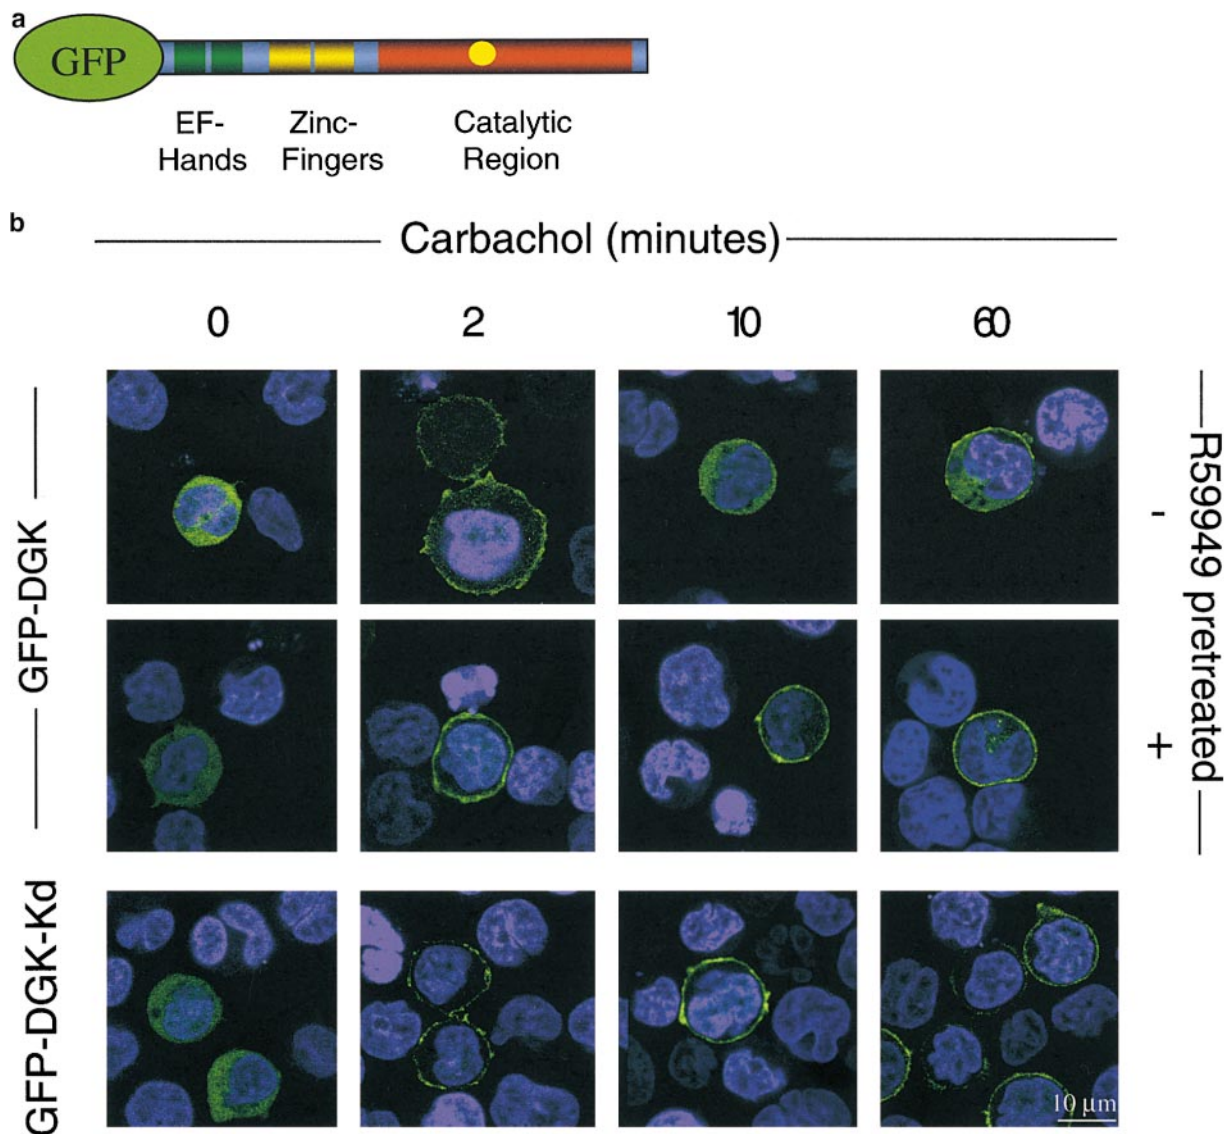 a
GFP
EF-
Hands
Zinc-
Fingers
Catalytic
Region
b
Carbachol (minutes)
0
2
10
60
GFP-DGK
-
+
R59949 pretreated
GFP-DGK-Kd
10 µm